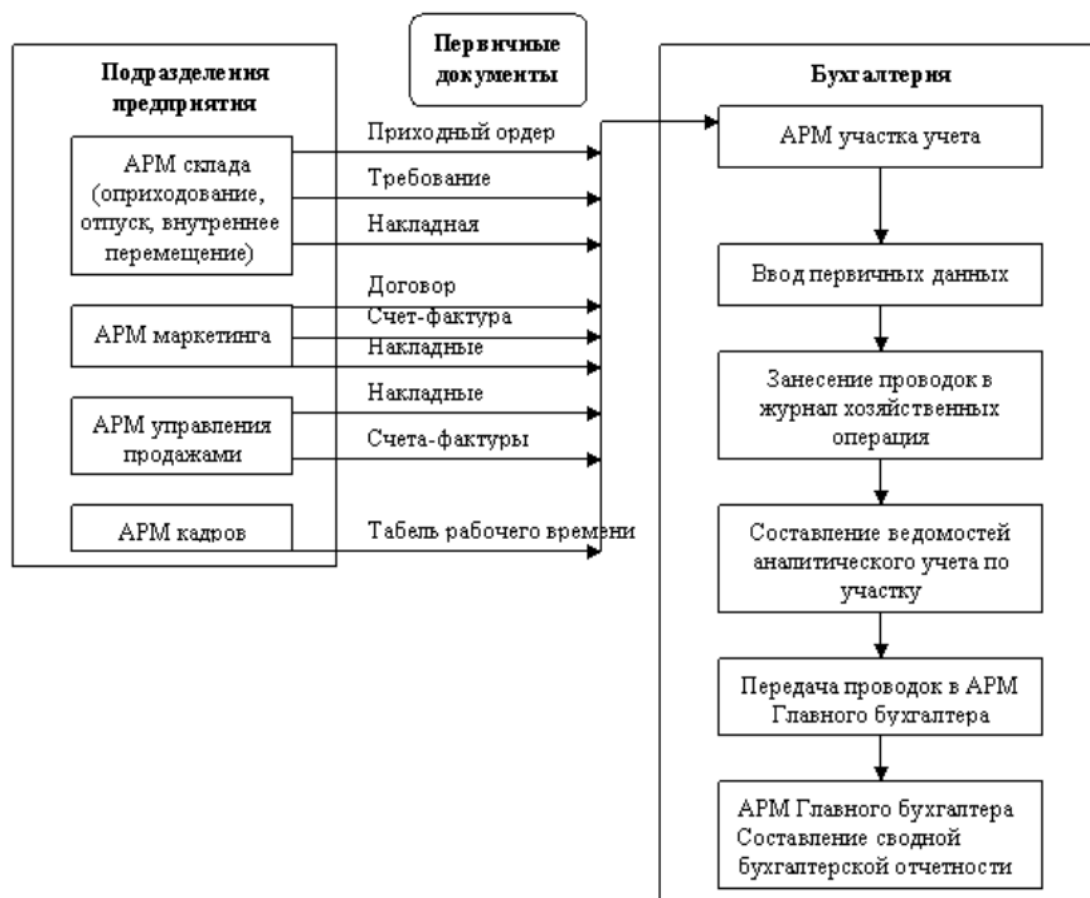 Подразделения
предприятия
АРМ склада
(оприходование,
отпуск, внутреннее
перемещение)
АРМ маркетинга
АРМ управления
продажами
АРМ кадров
Первичные
документы
Приходный ордер
Требование
Накладная
Договор
Счет-фактура
Накладные
Накладные
Счета-фактуры
Табель рабочего времени
Бухгалтерия
АРМ участка учета
Ввод первичных данных
Занесение проводок в
журнал хозяйственных
операция
Составление ведомостей
аналитического учета по
участку
Передача проводок в АРМ
Главного бухгалтера
АРМ Главного бухгалтера
Составление сводной
бухгалтерской отчетности